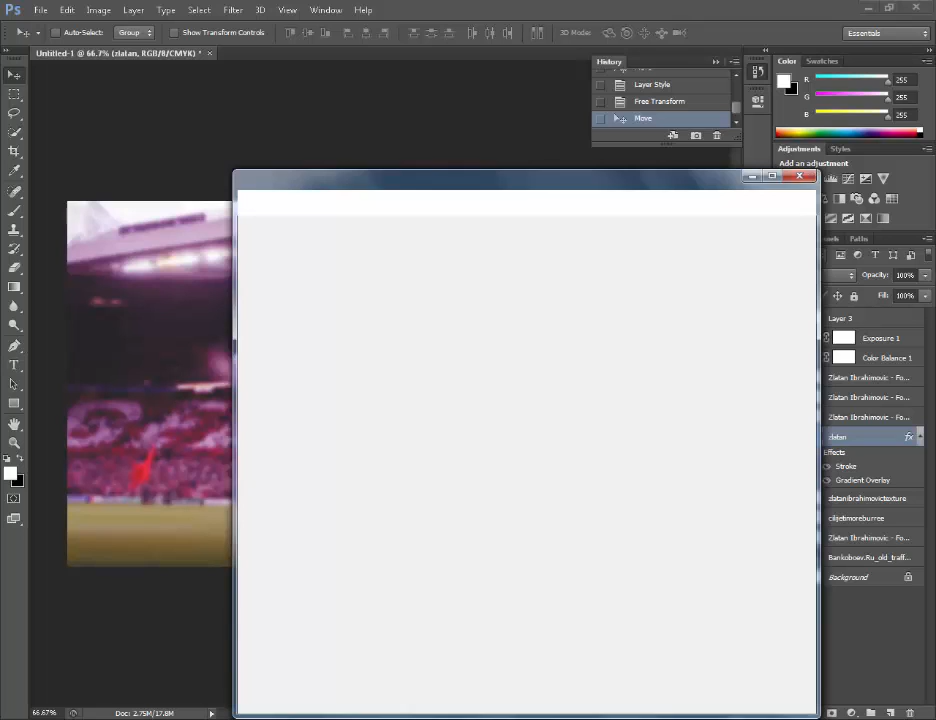 Ps File Edit Image Layer Type Select Filter 3D View Window Help
Auto-Select: Group Show Transform Controls 3D Mode: Essentials
Untitled-1 @ 66.7% (zlatan, RGB/8/CMYK) * ×
History
Layer Style
Free Transform
Move
Color Swatches
R 255
G 255
B 255
Adjustments Styles
Add an adjustment
Paths
Opacity: 100%
Fill: 100%
Layer 3
Exposure 1
Color Balance 1
Zlatan Ibrahimovic - Fo...
Zlatan Ibrahimovic - Fo...
Zlatan Ibrahimovic - Fo...
zlatan fx
Effects
Stroke
Gradient Overlay
zlatanibrahimovictexture
cilijetimoreburree
Zlatan Ibrahimovic - Fo...
Bankoboev.Ru_old_traff...
Background
66.67% Doc: 2.75M/17.8M